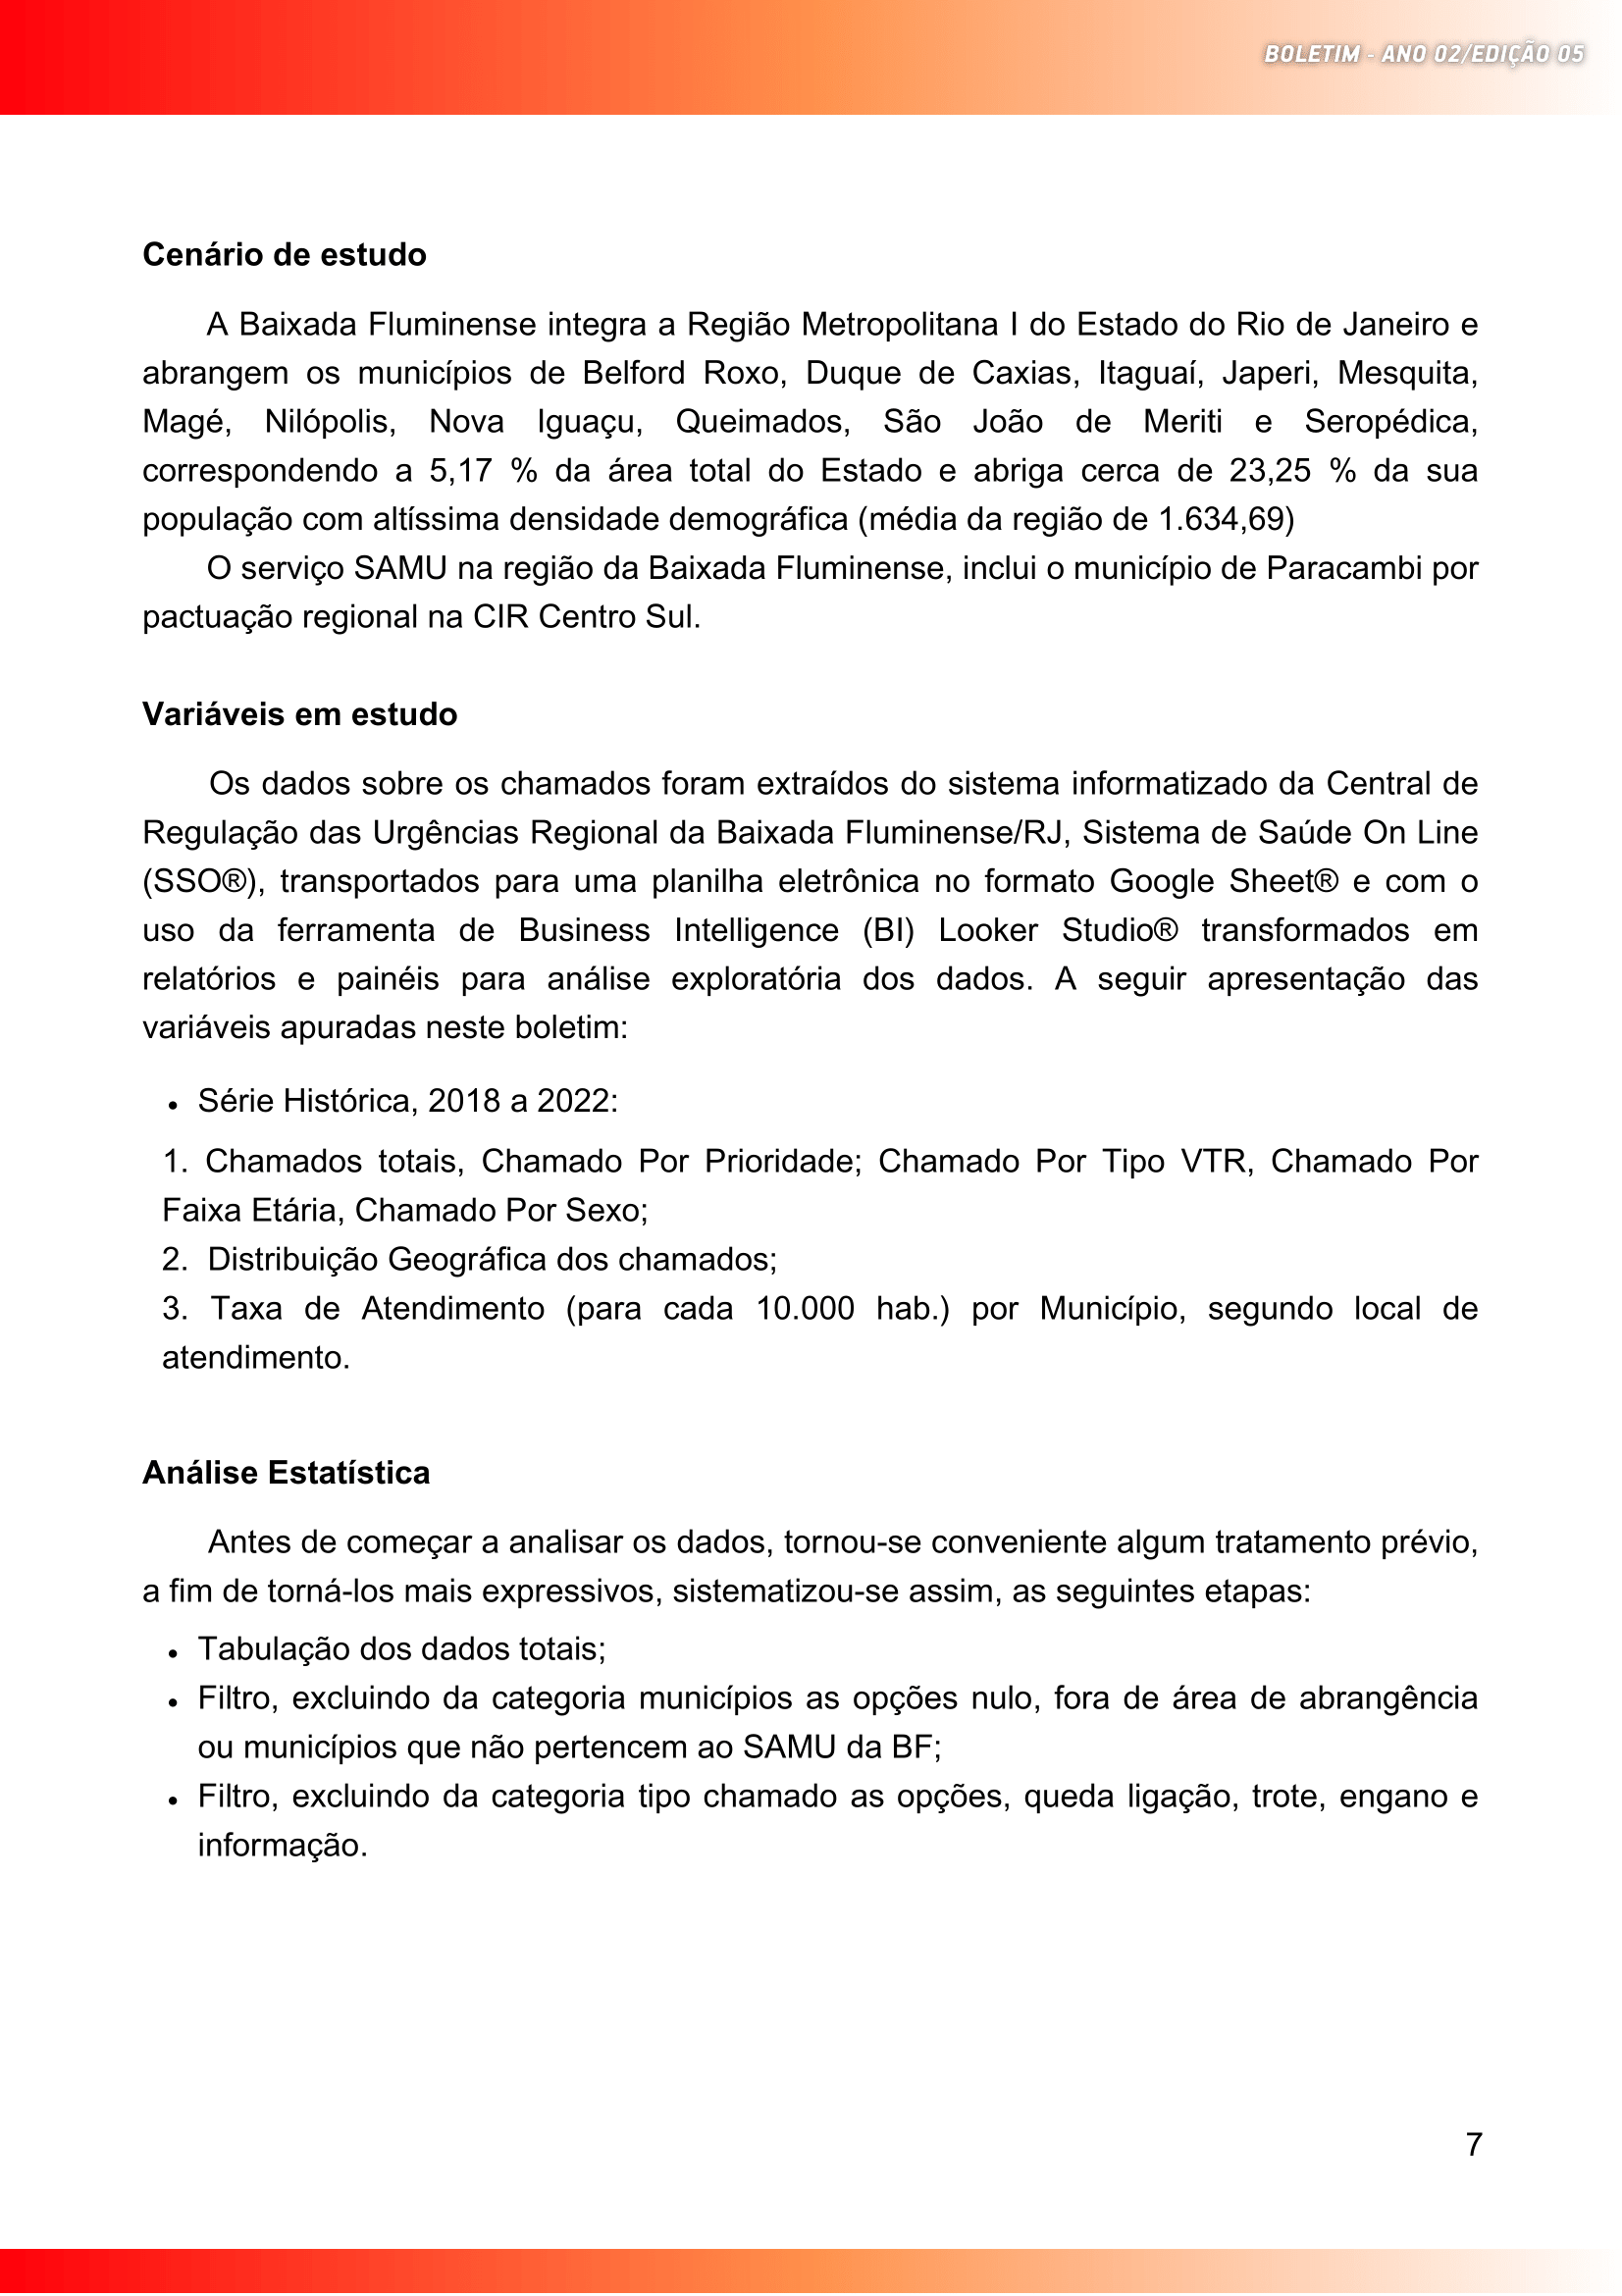 BOLETIM - ANO 02/EDIÇÃO 05
Cenário de estudo
A Baixada Fluminense integra a Região Metropolitana I do Estado do Rio de Janeiro e
abrangem os municípios de Belford Roxo, Duque de Caxias, Itaguaí, Japeri, Mesquita,
Magé, Nilópolis, Nova Iguaçu, Queimados, São João de Meriti e Seropédica,
correspondendo a 5,17 % da área total do Estado e abriga cerca de 23,25 % da sua
população com altíssima densidade demográfica (média da região de 1.634,69)
O serviço SAMU na região da Baixada Fluminense, inclui o município de Paracambi por
pactuação regional na CIR Centro Sul.
Variáveis em estudo
Os dados sobre os chamados foram extraídos do sistema informatizado da Central de
Regulação das Urgências Regional da Baixada Fluminense/RJ, Sistema de Saúde On Line
(SSO®), transportados para uma planilha eletrônica no formato Google Sheet® e com o
uso da ferramenta de Business Intelligence (BI) Looker Studio® transformados em
relatórios e painéis para análise exploratória dos dados. A seguir apresentação das
variáveis apuradas neste boletim:
• Série Histórica, 2018 a 2022:
1. Chamados totais, Chamado Por Prioridade; Chamado Por Tipo VTR, Chamado Por
Faixa Etária, Chamado Por Sexo;
2. Distribuição Geográfica dos chamados;
3. Taxa de Atendimento (para cada 10.000 hab.) por Município, segundo local de
atendimento.
Análise Estatística
Antes de começar a analisar os dados, tornou-se conveniente algum tratamento prévio,
a fim de torná-los mais expressivos, sistematizou-se assim, as seguintes etapas:
• Tabulação dos dados totais;
• Filtro, excluindo da categoria municípios as opções nulo, fora de área de abrangência
ou municípios que não pertencem ao SAMU da BF;
• Filtro, excluindo da categoria tipo chamado as opções, queda ligação, trote, engano e
informação.
7